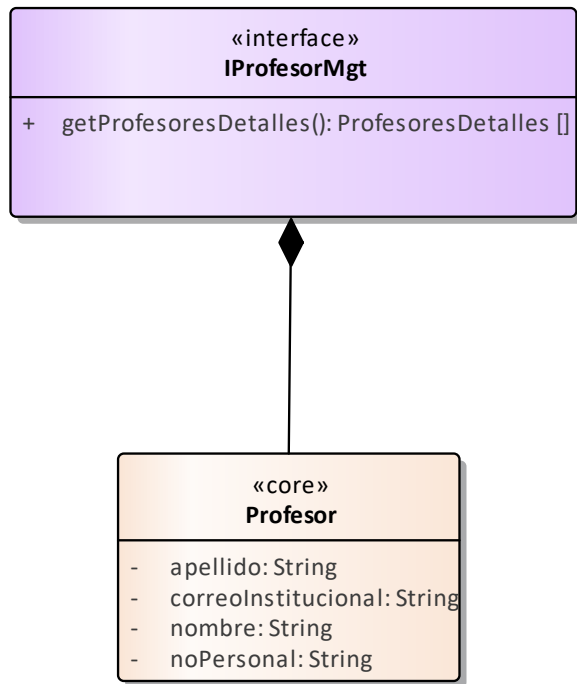 «interface»
IProfesorMgt
+ getProfesoresDetalles(): ProfesoresDetalles []
«core»
Profesor
- apellido: String
- correoInstitucional: String
- nombre: String
- noPersonal: String